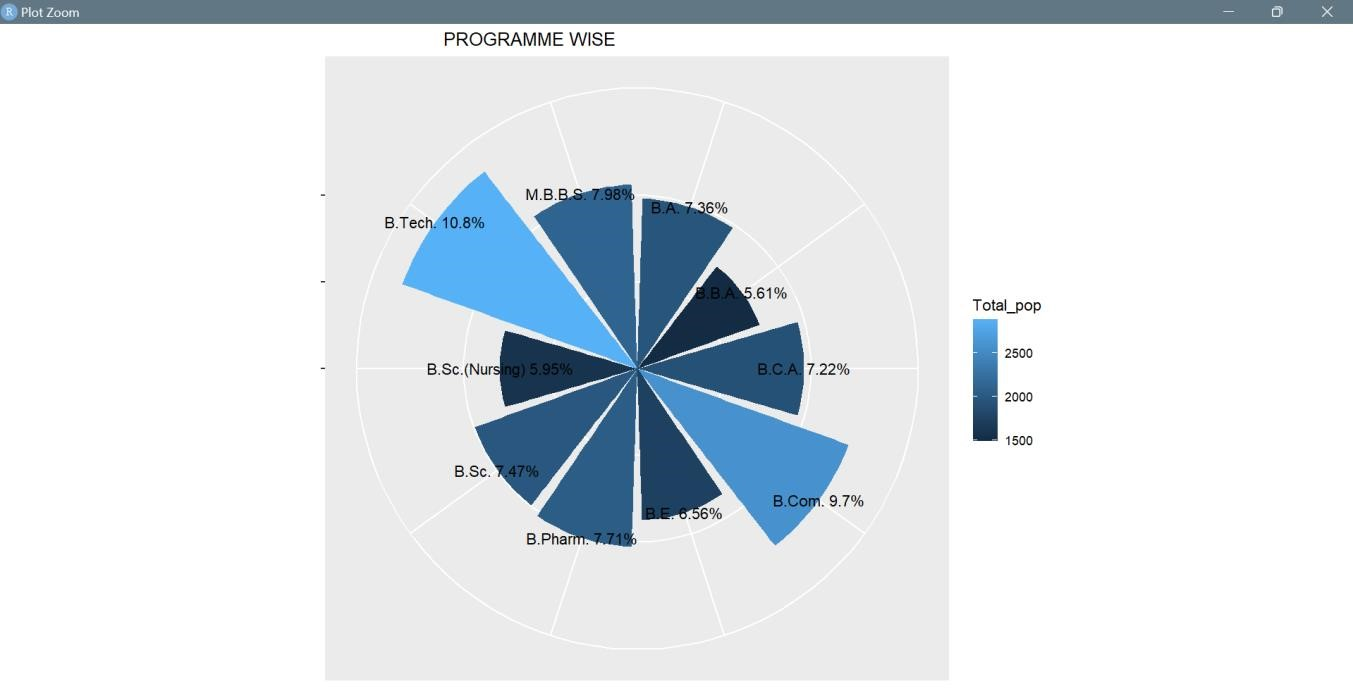 R Plot Zoom
PROGRAMME WISE
M.B.B.S. 7.98%
B.A. 7.36%
B.Tech. 10.8%
B.B.A. 5.61%
Total_pop
2500
B.Sc.(Nursing) 5.95%
B.C.A. 7.22%
2000
1500
B.Sc. 7.47%
B.Com. 9.7%
B.E. 6.56%
B.Pharm. 7.71%